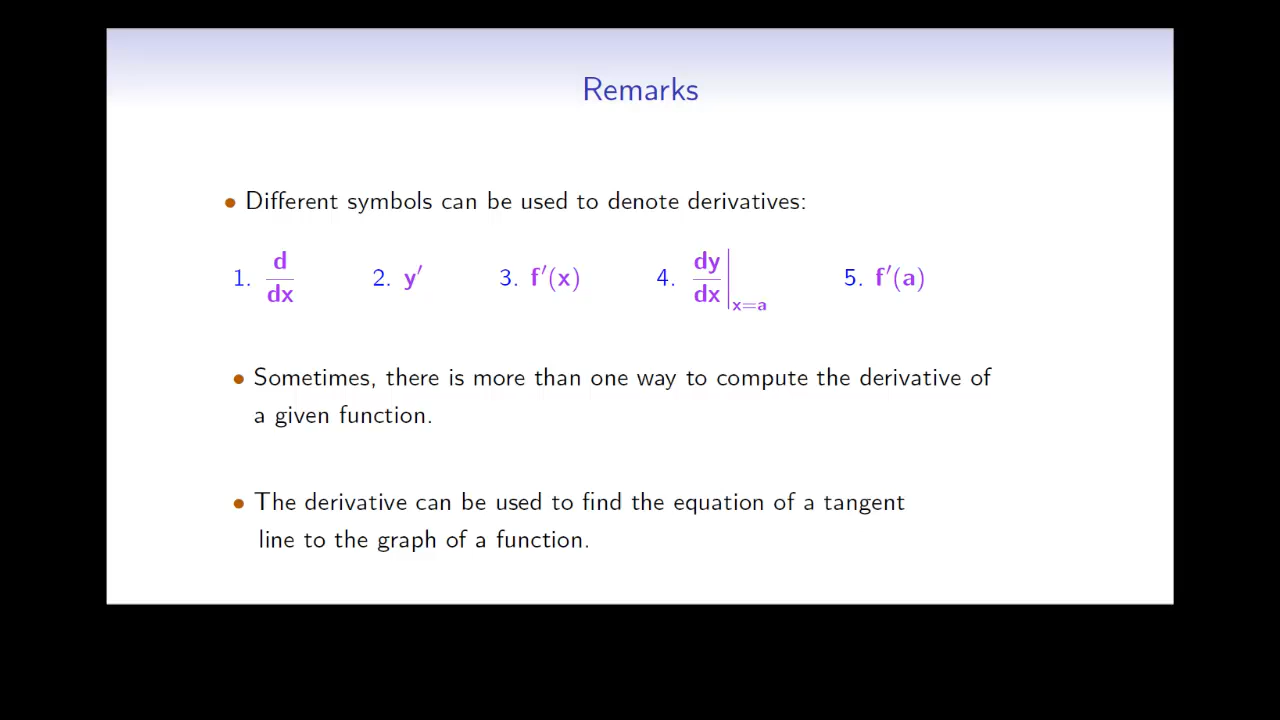 Remarks
• Different symbols can be used to denote derivatives:
1. d/dx 2. y′ 3. f′(x) 4. dy/dx|x=a 5. f′(a)
• Sometimes, there is more than one way to compute the derivative of
a given function.
• The derivative can be used to find the equation of a tangent
line to the graph of a function.